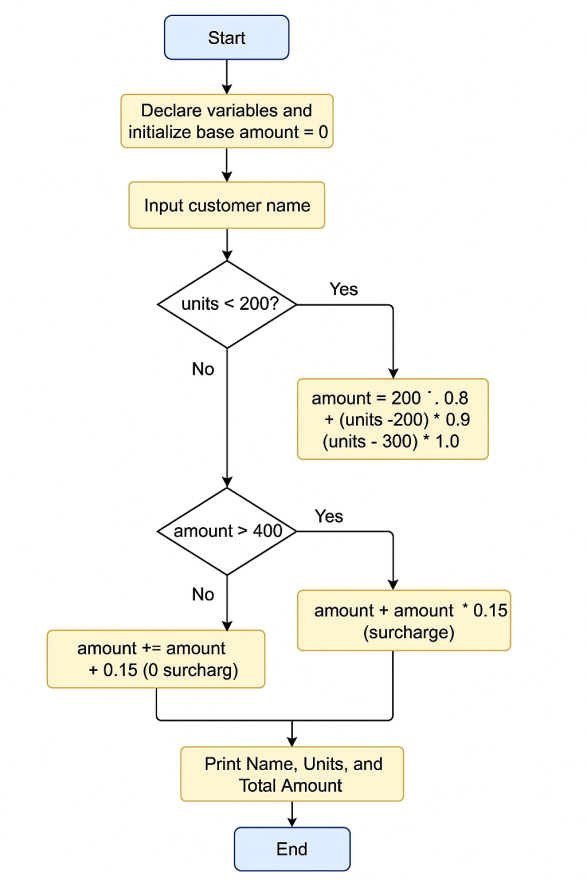 Start
Declare variables and
initialize base amount = 0
Input customer name
units < 200?
Yes
No
amount = 200 ˙ . 0.8
+ (units -200) * 0.9
(units - 300) * 1.0
amount > 400
Yes
No
amount + amount * 0.15
(surcharge)
amount += amount
+ 0.15 (0 surcharg)
Print Name, Units, and
Total Amount
End